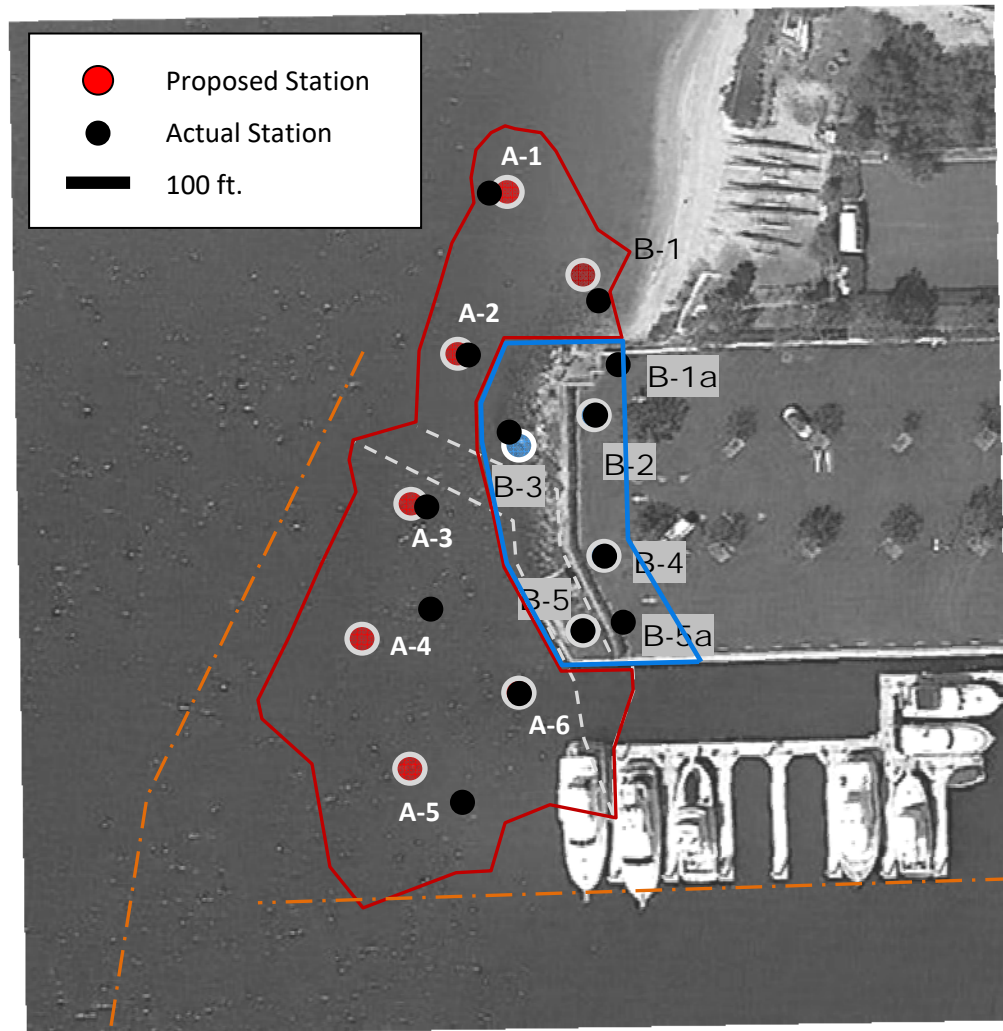 Proposed Station
Actual Station
100 ft.
A-1
B-1
A-2
B-1a
B-2
B-3
A-3
B-4
B-5
B-5a
A-4
A-6
A-5